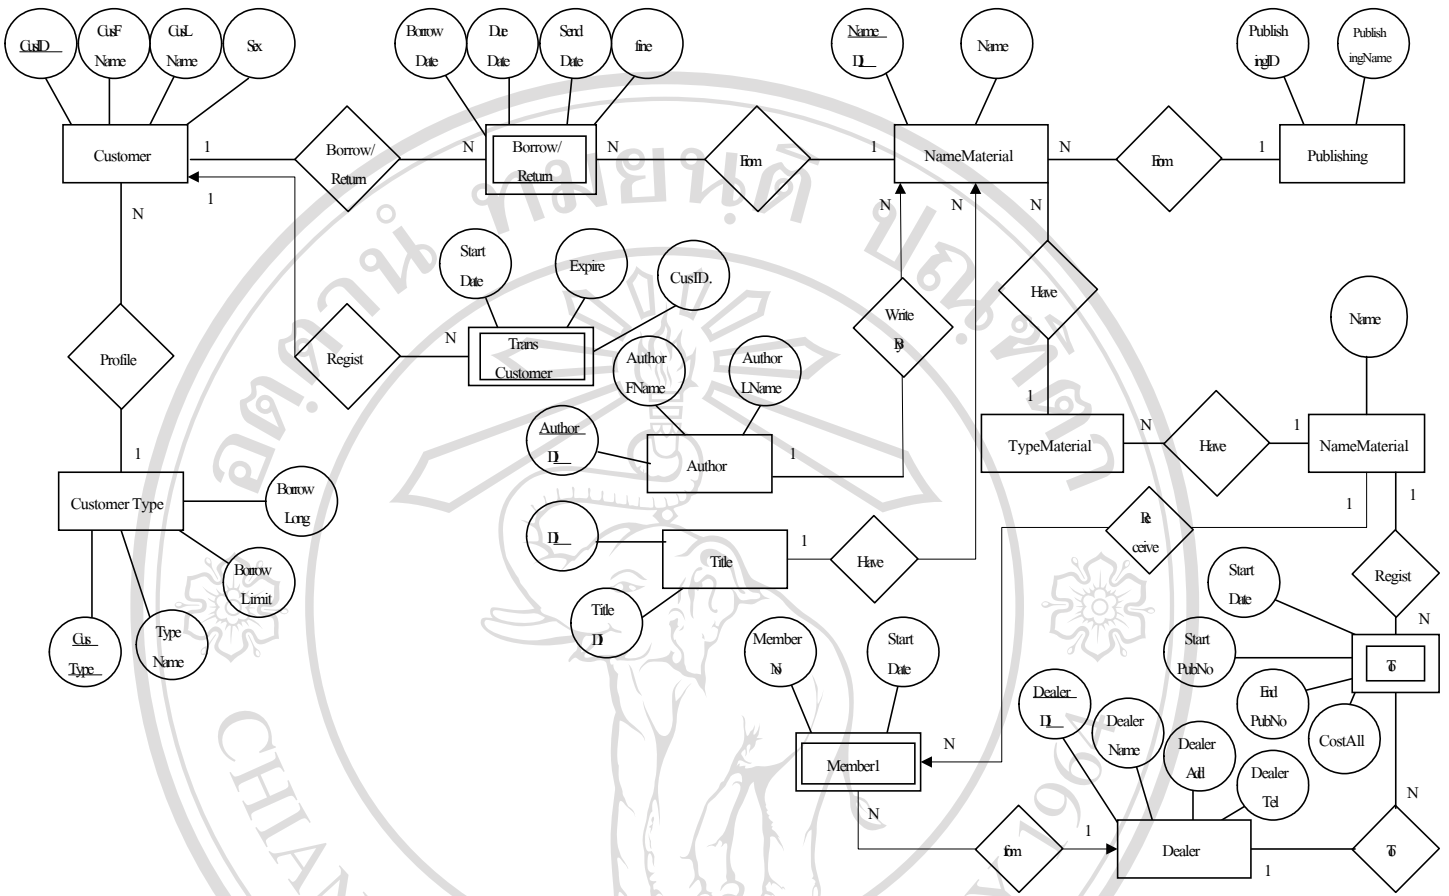 CusID
CusF
Name
CusL
Name
Sex
Borrow
Date
Due
Date
Send
Date
fine
Name
ID
Name
Publish
ingID
Publish
ingName
Customer
1
Borrow/
Return
N
Borrow/
Return
N
From
1
NameMaterial
N
From
1
Publishing
1
N
N
N
N
Start
Date
Expire
CusID.
Have
Write
By
Name
Profile
Regist
N
Trans
Customer
Author
FName
Author
LName
1
1
Author
ID
Author
1
TypeMaterial
N
Have
1
NameMaterial
Customer Type
Borrow
Long
1
1
Re
ceive
ID
Title
1
Have
Regist
Borrow
Limit
Start
Date
Title
ID
N
Cus
Type
Type
Name
Member
No
Start
Date
Start
PubNo
To
End
PubNo
Dealer
ID
Dealer
Name
CostAll
N
Member1
Dealer
Add
Dealer
Tel
N
N
from
1
Dealer
1
To
CHIAN
Y 1964